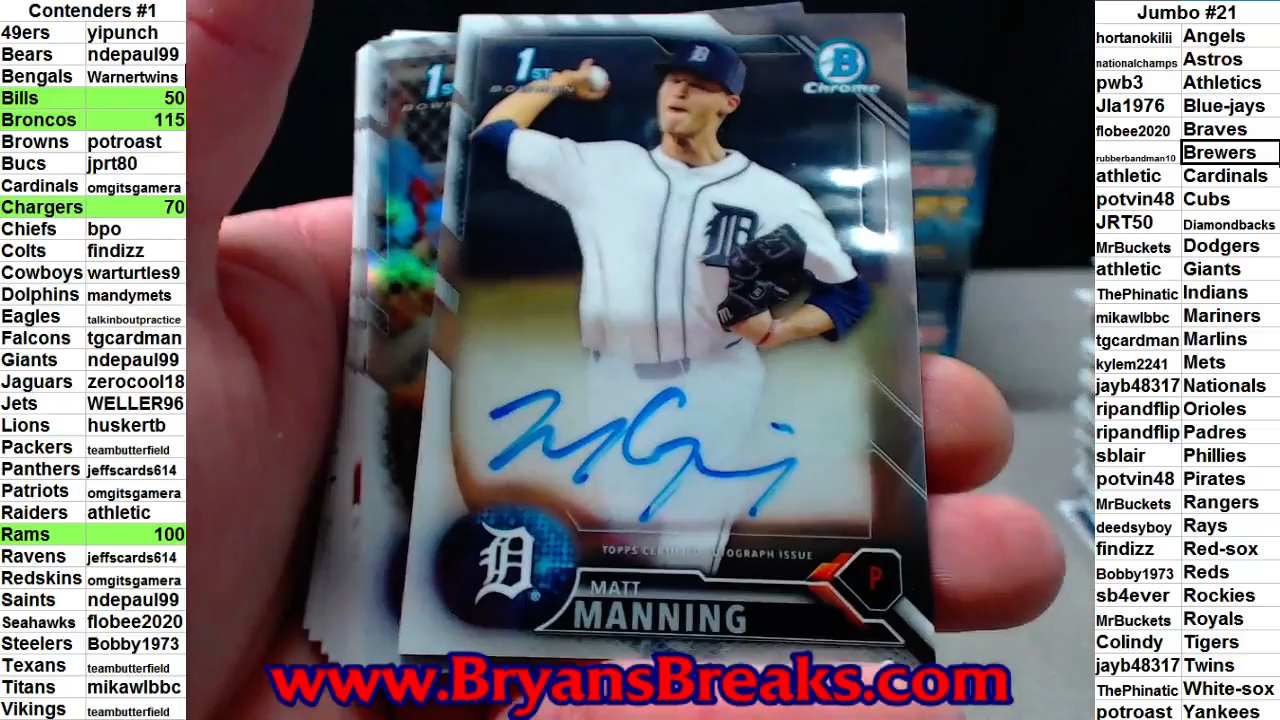 Contenders #1
49ers yipunch
Bears ndepaul99
Bengals Warnertwins
Bills 50
Broncos 115
Browns potroast
Bucs jprt80
Cardinals omgitsgamera
Chargers 70
Chiefs bpo
Colts findizz
Cowboys warturtles9
Dolphins mandymets
Eagles talkinboutpractice
Falcons tgcardman
Giants ndepaul99
Jaguars zerocool18
Jets WELLER96
Lions huskertb
Packers teambutterfield
Panthers jeffscards614
Patriots omgitsgamera
Raiders athletic
Rams 100
Ravens jeffscards614
Redskins omgitsgamera
Saints ndepaul99
Seahawks flobee2020
Steelers Bobby1973
Texans teambutterfield
Titans mikawlbbc
Vikings teambutterfield
1ST
BOWMAN
B
Chrome
D
TOPPS CERTIFIED AUTOGRAPH ISSUE
MATT
MANNING
P
www.BryansBreaks.com
Jumbo #21
hortanokilii Angels
nationalchamps Astros
pwb3 Athletics
Jla1976 Blue-jays
flobee2020 Braves
rubberbandman10 Brewers
athletic Cardinals
potvin48 Cubs
JRT50 Diamondbacks
MrBuckets Dodgers
athletic Giants
ThePhinatic Indians
mikawlbbc Mariners
tgcardman Marlins
kylem2241 Mets
jayb48317 Nationals
ripandflip Orioles
ripandflip Padres
sblair Phillies
potvin48 Pirates
MrBuckets Rangers
deedsyboy Rays
findizz Red-sox
Bobby1973 Reds
sb4ever Rockies
MrBuckets Royals
Colindy Tigers
jayb48317 Twins
ThePhinatic White-sox
potroast Yankees